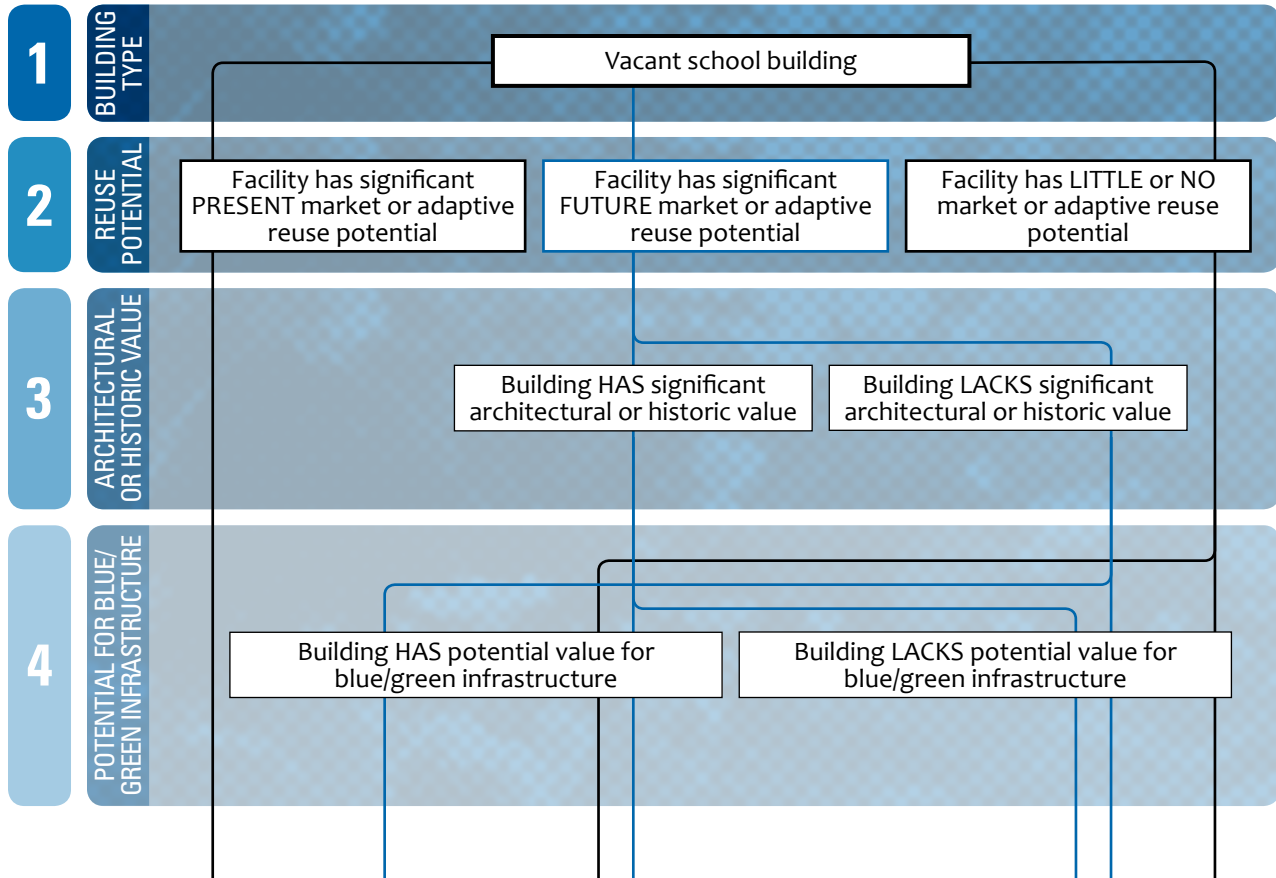 1
BUILDING
TYPE
Vacant school building
2
REUSE
POTENTIAL
Facility has significant
PRESENT market or adaptive
reuse potential
Facility has significant
FUTURE market or adaptive
reuse potential
Facility has LITTLE or NO
market or adaptive reuse
potential
3
ARCHITECTURAL
OR HISTORIC VALUE
Building HAS significant
architectural or historic value
Building LACKS significant
architectural or historic value
4
POTENTIAL FOR BLUE/
GREEN INFRASTRUCTURE
Building HAS potential value for
blue/green infrastructure
Building LACKS potential value for
blue/green infrastructure